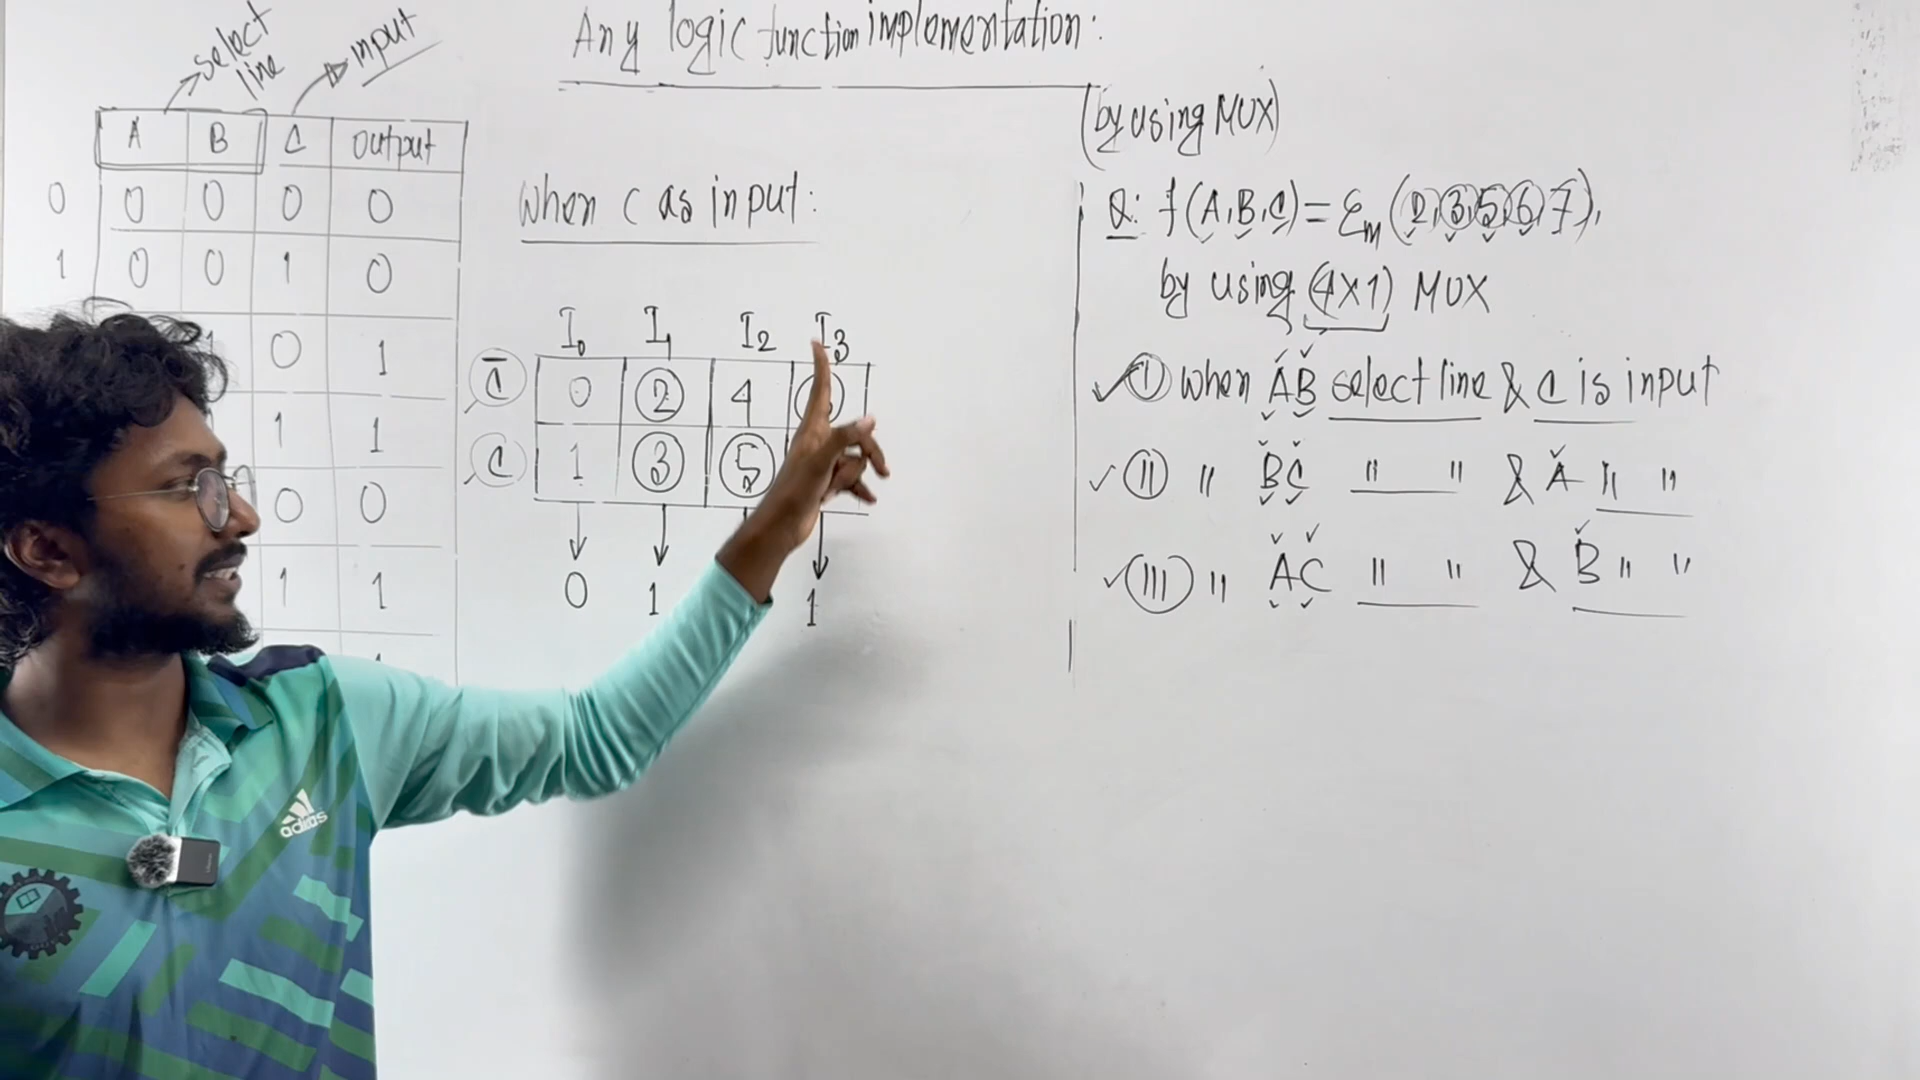 Any logic function implementation:
(by using MUX)
select line
input
A B C output
0 0 0 0 0
1 0 0 1 0
1 0 1
1 1
0 0
1 1
when C as input:
I₀ I₁ I₂ I₃
C̅ 0 2 4
C 1 3 5
0 1 1
Q: f(A,B,C) = Σm (2,3,5,6,7),
by using (4x1) MUX
I when AB select line & C is input
II " BC " " & A " "
III " AC " " & B " "
adidas